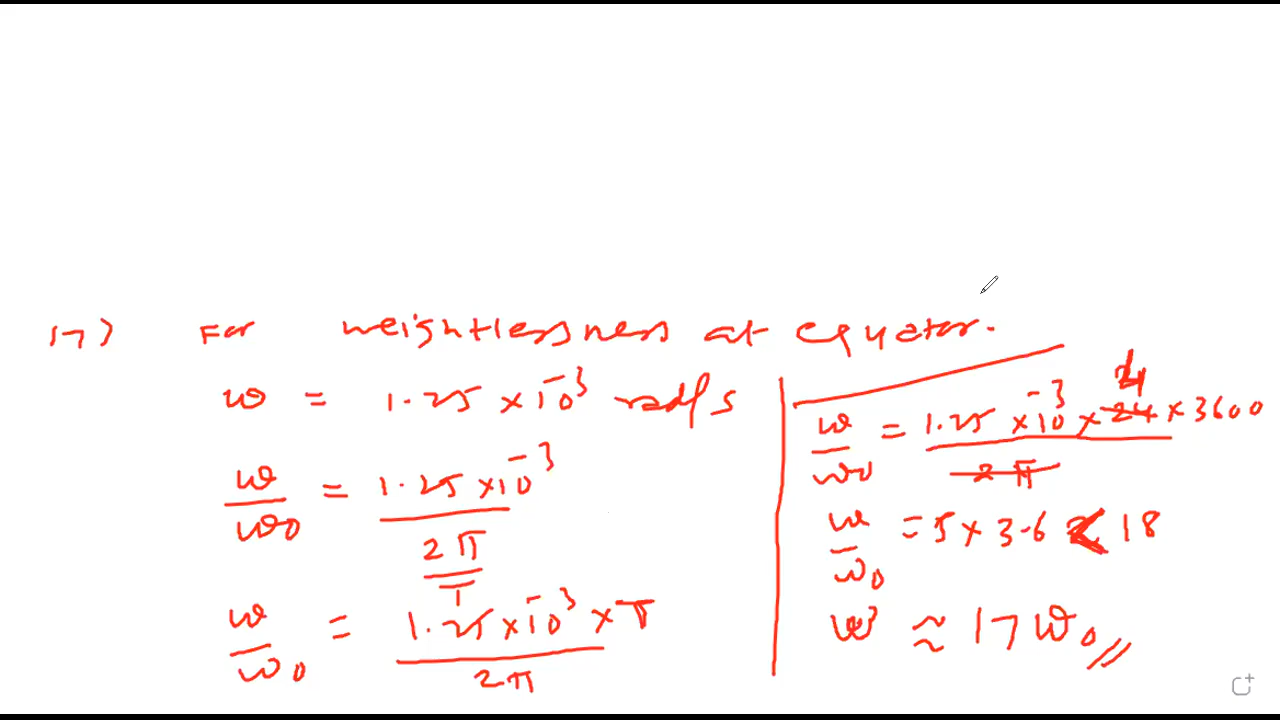 17) For weightlessness at equator.
ω = 1.25 × 10⁻³ rad/s
ω/ω0 = 1.25 × 10⁻³ / (2π/T)
ω/ω0 = 1.25 × 10⁻³ × T / 2π
ω/ω0 = 1.25 × 10⁻³ × 24 × 3600 / 2π
ω/ω0 = 5 × 3.6 < 18
ω ≈ 17 ω0 //